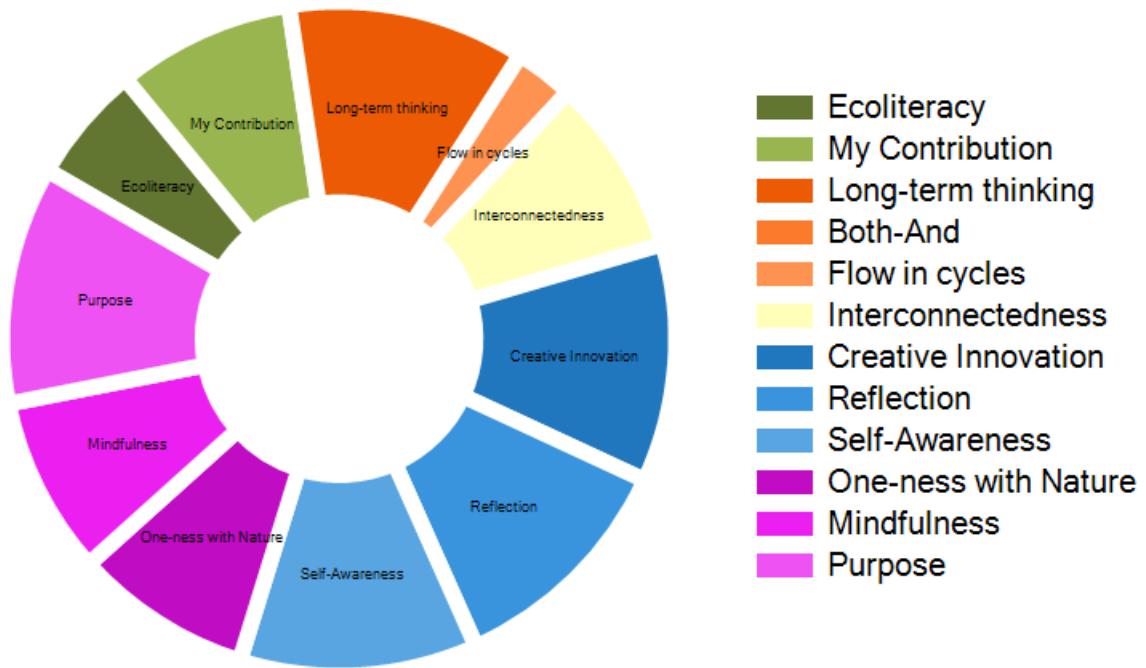 Long-term thinking
My Contribution
Flow in cycles
Ecoliteracy
Interconnectedness
Purpose
Creative Innovation
Mindfulness
Reflection
One-ness with Nature
Self-Awareness
Ecoliteracy
My Contribution
Long-term thinking
Both-And
Flow in cycles
Interconnectedness
Creative Innovation
Reflection
Self-Awareness
One-ness with Nature
Mindfulness
Purpose